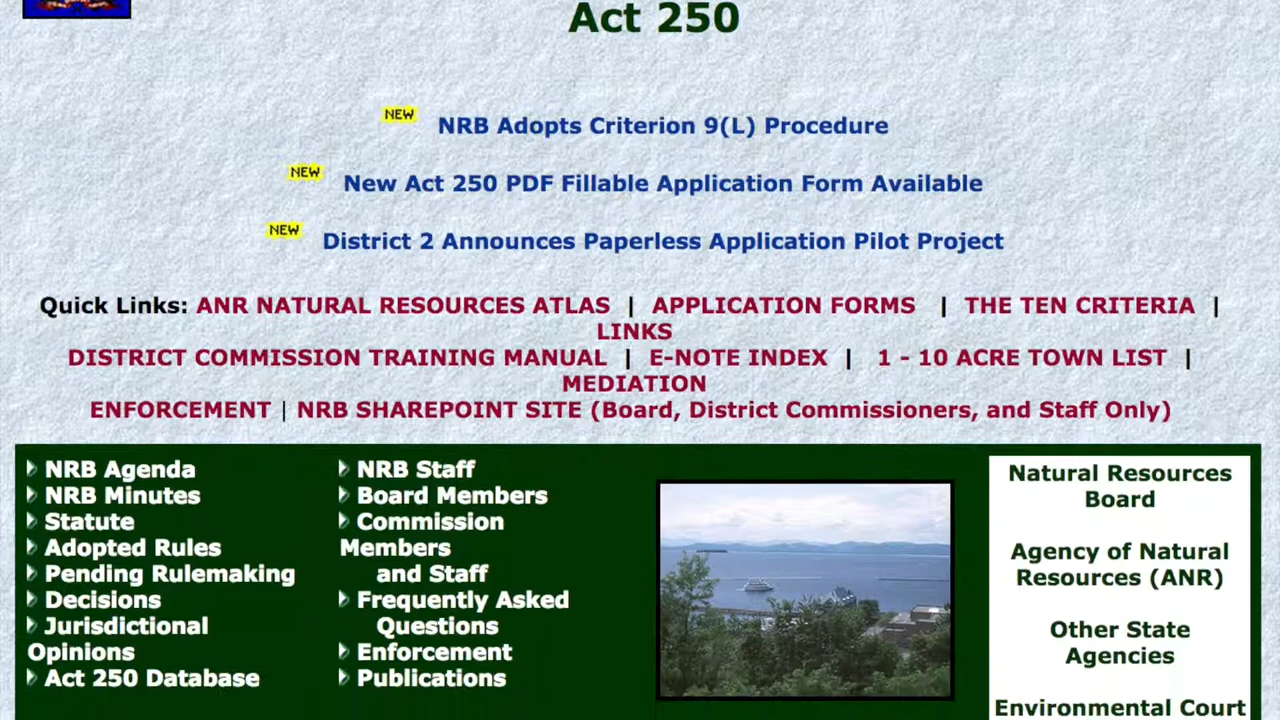 Act 250
NEW NRB Adopts Criterion 9(L) Procedure
NEW New Act 250 PDF Fillable Application Form Available
NEW District 2 Announces Paperless Application Pilot Project
Quick Links: ANR NATURAL RESOURCES ATLAS | APPLICATION FORMS | THE TEN CRITERIA |
LINKS
DISTRICT COMMISSION TRAINING MANUAL | E-NOTE INDEX | 1 - 10 ACRE TOWN LIST |
MEDIATION
ENFORCEMENT | NRB SHAREPOINT SITE (Board, District Commissioners, and Staff Only)
NRB Agenda
NRB Minutes
Statute
Adopted Rules
Pending Rulemaking
Decisions
Jurisdictional
Opinions
Act 250 Database
NRB Staff
Board Members
Commission
Members
and Staff
Frequently Asked
Questions
Enforcement
Publications
Natural Resources
Board
Agency of Natural
Resources (ANR)
Other State
Agencies
Environmental Court